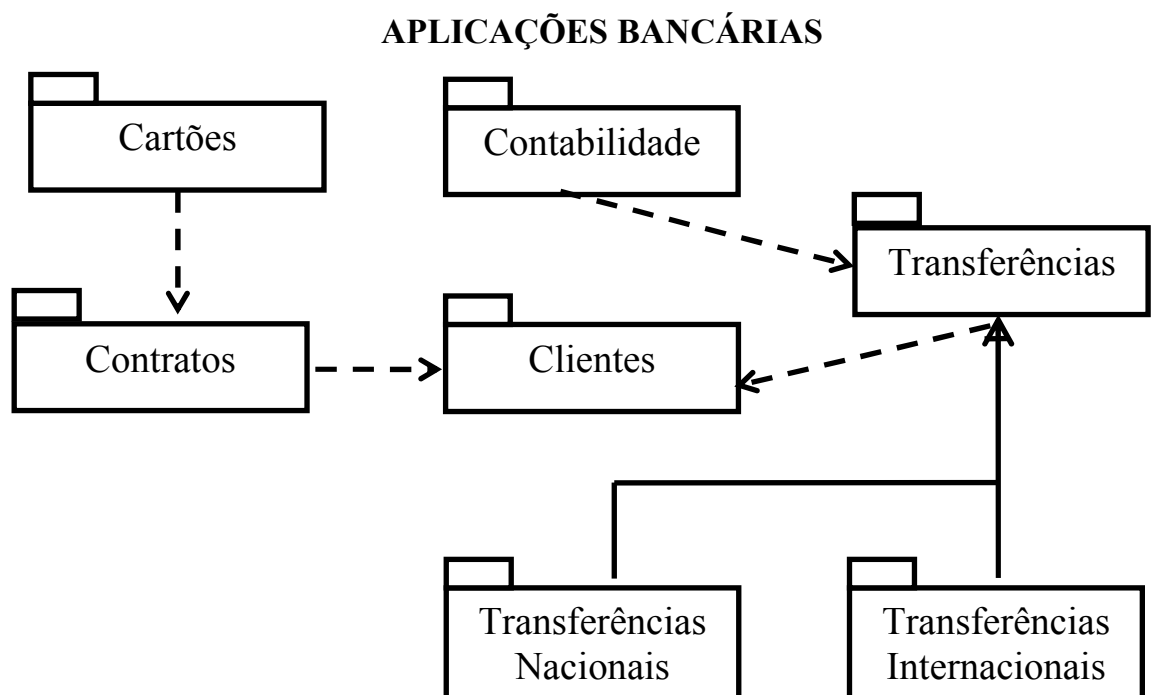 APLICAÇÕES BANCÁRIAS
Cartões
Contabilidade
Transferências
Contratos
Clientes
Transferências
Nacionais
Transferências
Internacionais